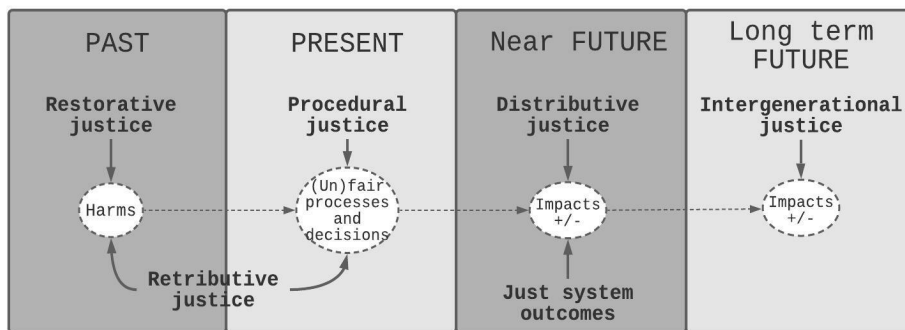 PAST
Restorative
justice
Harms
Retributive
justice
PRESENT
Procedural
justice
(Un)fair
processes
and
decisions
Near FUTURE
Distributive
justice
Impacts
+/-
Just system
outcomes
Long term
FUTURE
Intergenerational
justice
Impacts
+/-